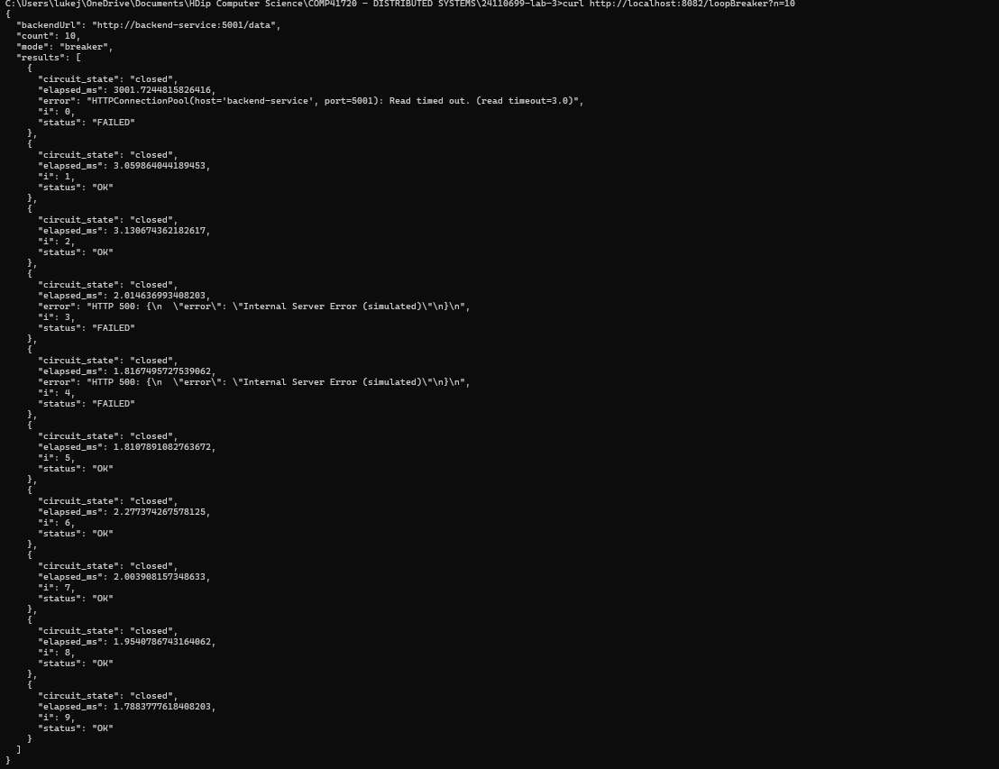 C:\Users\lukej\OneDrive\Documents\HDip Computer Science\COMP41720 - DISTRIBUTED SYSTEMS\24110699-lab-3>curl http://localhost:8082/loopBreaker?n=10
{
  "backendUrl": "http://backend-service:5001/data",
  "count": 10,
  "mode": "breaker",
  "results": [
    {
      "circuit_state": "closed",
      "elapsed_ms": 3001.7244815826416,
      "error": "HTTPConnectionPool(host='backend-service', port=5001): Read timed out. (read timeout=3.0)",
      "i": 0,
      "status": "FAILED"
    },
    {
      "circuit_state": "closed",
      "elapsed_ms": 3.059864044189453,
      "i": 1,
      "status": "OK"
    },
    {
      "circuit_state": "closed",
      "elapsed_ms": 3.130674362182617,
      "i": 2,
      "status": "OK"
    },
    {
      "circuit_state": "closed",
      "elapsed_ms": 2.014636993408203,
      "error": "HTTP 500: {\n  \"error\": \"Internal Server Error (simulated)\"\n}\n",
      "i": 3,
      "status": "FAILED"
    },
    {
      "circuit_state": "closed",
      "elapsed_ms": 1.8167495727539062,
      "error": "HTTP 500: {\n  \"error\": \"Internal Server Error (simulated)\"\n}\n",
      "i": 4,
      "status": "FAILED"
    },
    {
      "circuit_state": "closed",
      "elapsed_ms": 1.8107891082763672,
      "i": 5,
      "status": "OK"
    },
    {
      "circuit_state": "closed",
      "elapsed_ms": 2.277374267578125,
      "i": 6,
      "status": "OK"
    },
    {
      "circuit_state": "closed",
      "elapsed_ms": 2.003908157348633,
      "i": 7,
      "status": "OK"
    },
    {
      "circuit_state": "closed",
      "elapsed_ms": 1.9540786743164062,
      "i": 8,
      "status": "OK"
    },
    {
      "circuit_state": "closed",
      "elapsed_ms": 1.7883777618408203,
      "i": 9,
      "status": "OK"
    }
  ]
}